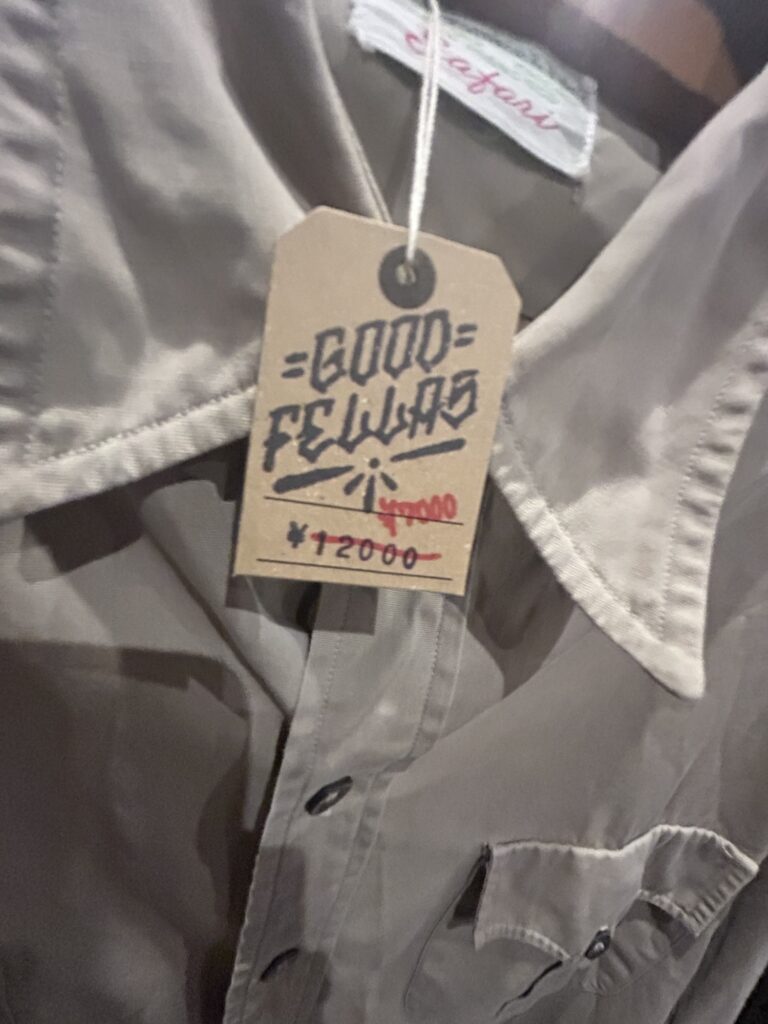 Safari
=GOOD=
FELLAS
¥7000
¥12000